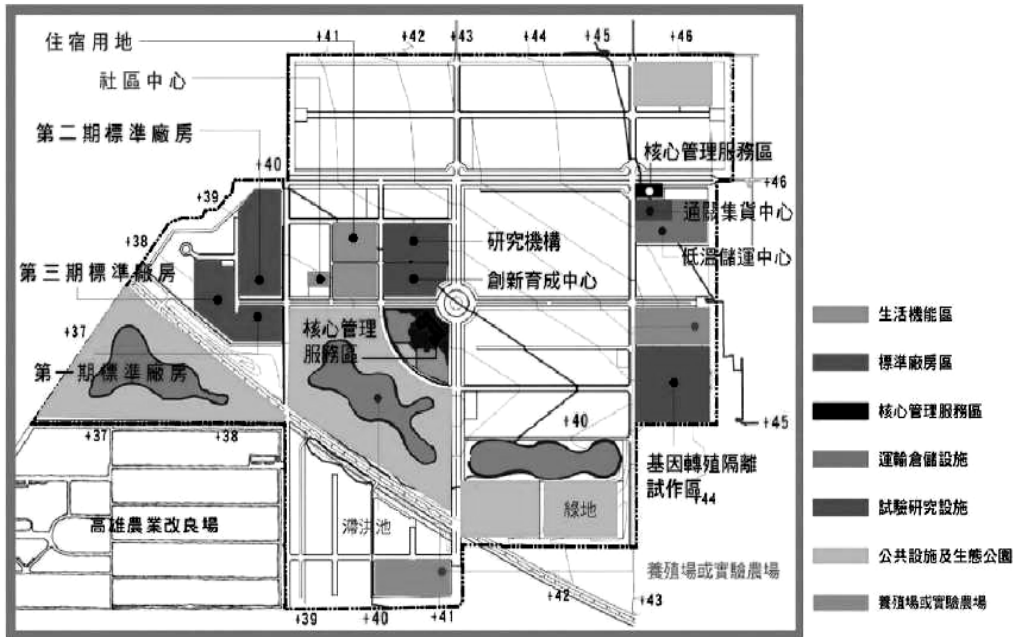 住宿用地
+41
+42
+43
+44
+45
+46
社區中心
第二期標準廠房
+40
核心管理服務區
+39
+46
通關集貨中心
+38
研究機構
低溫儲運中心
第三期標準廠房
創新育成中心
+37
核心管理
服務區
生活機能區
第一期標準廠房
標準廠房區
+40
+45
核心管理服務區
+37
+38
基因轉殖隔離
試作區
運輸倉儲設施
+44
綠地
試驗研究設施
高雄農業改良場
滯洪池
公共設施及生態公園
養殖場或實驗農場
+42
+43
養殖場或實驗農場
+39
+40
+41